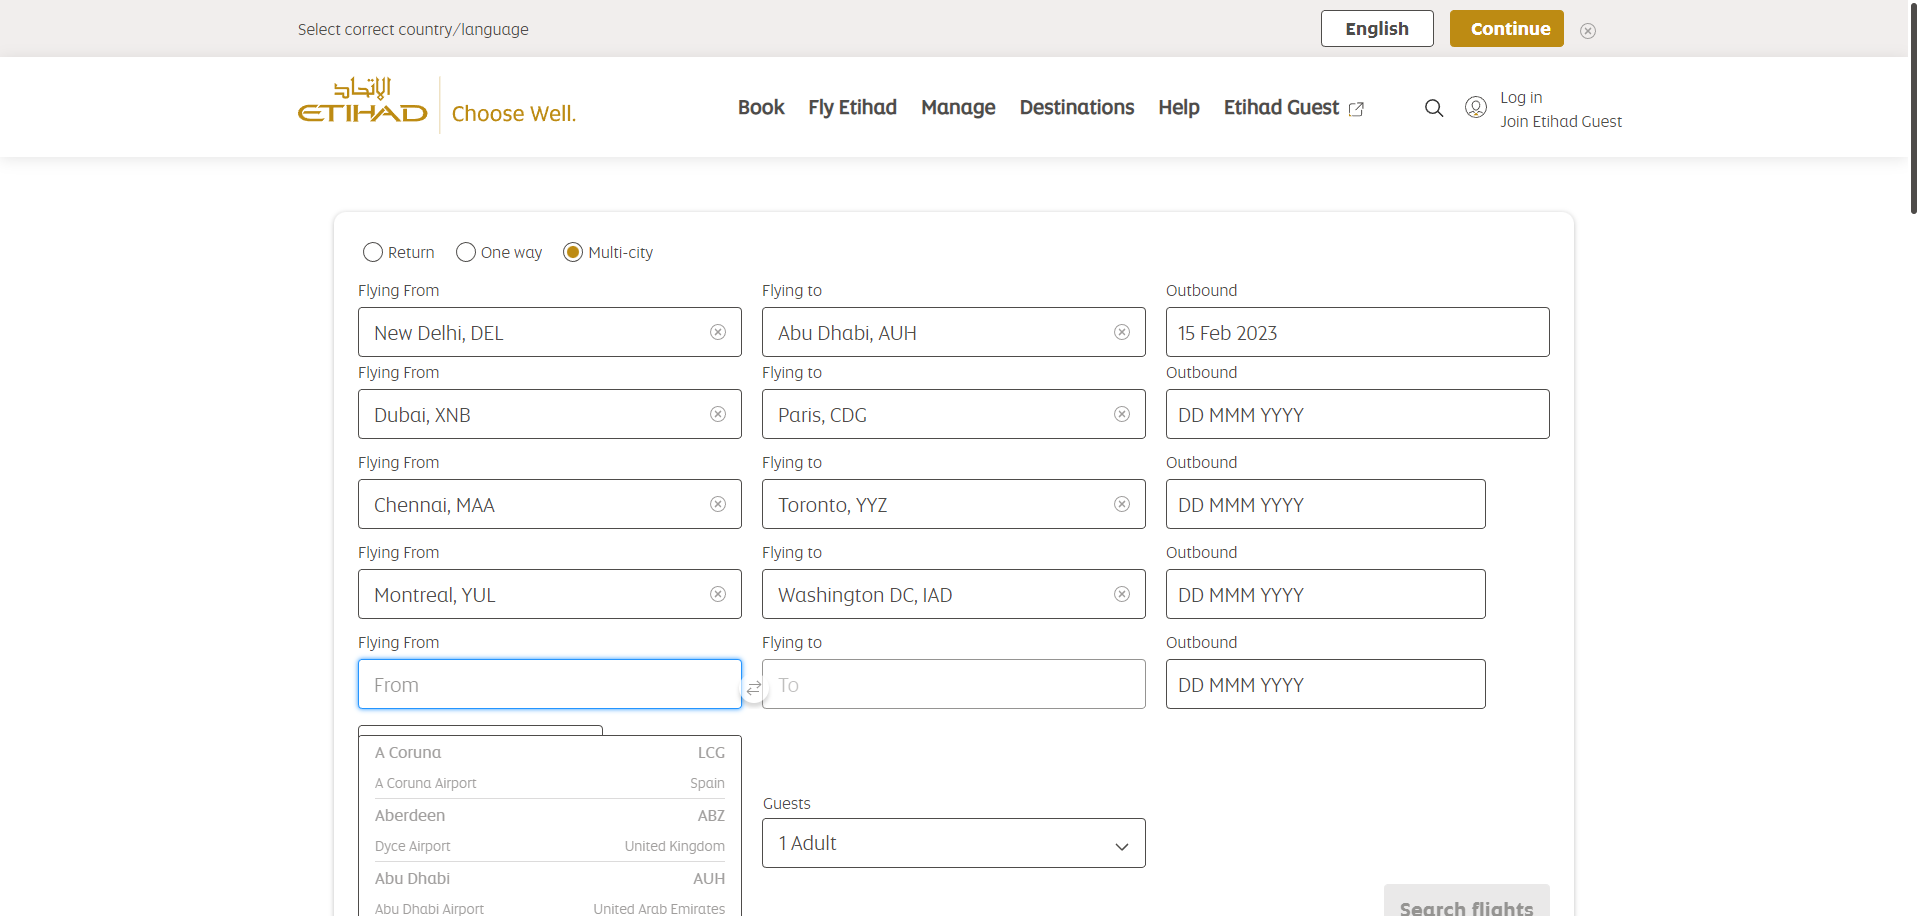 Select correct country/language
English
Continue
الإتحاد
ETIHAD
Choose Well.
Book
Fly Etihad
Manage
Destinations
Help
Etihad Guest
Log in
Join Etihad Guest
Return
One way
Multi-city
Flying From
Flying to
Outbound
New Delhi, DEL
Abu Dhabi, AUH
15 Feb 2023
Flying From
Flying to
Outbound
Dubai, XNB
Paris, CDG
DD MMM YYYY
Flying From
Flying to
Outbound
Chennai, MAA
Toronto, YYZ
DD MMM YYYY
Flying From
Flying to
Outbound
Montreal, YUL
Washington DC, IAD
DD MMM YYYY
Flying From
Flying to
Outbound
From
To
DD MMM YYYY
A Coruna LCG
A Coruna Airport Spain
Aberdeen ABZ
Dyce Airport United Kingdom
Abu Dhabi AUH
Abu Dhabi Airport United Arab Emirates
Guests
1 Adult
Search flights